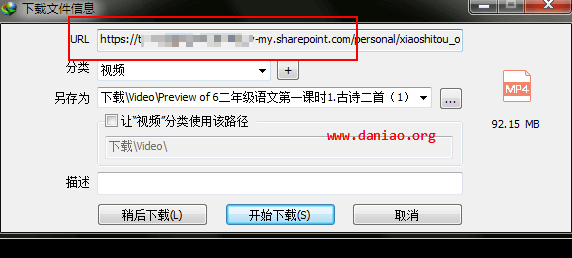 下载文件信息
URL https://t-my.sharepoint.com/personal/xiaoshitou_o
分类 视频 +
MP4
另存为 下载\Video\Preview of 6二年级语文第一课时1.古诗二首（1） ...
92.15 MB
让“视频”分类使用该路径
www.daniao.org
下载\Video\
描述
稍后下载(L) 开始下载(S) 取消